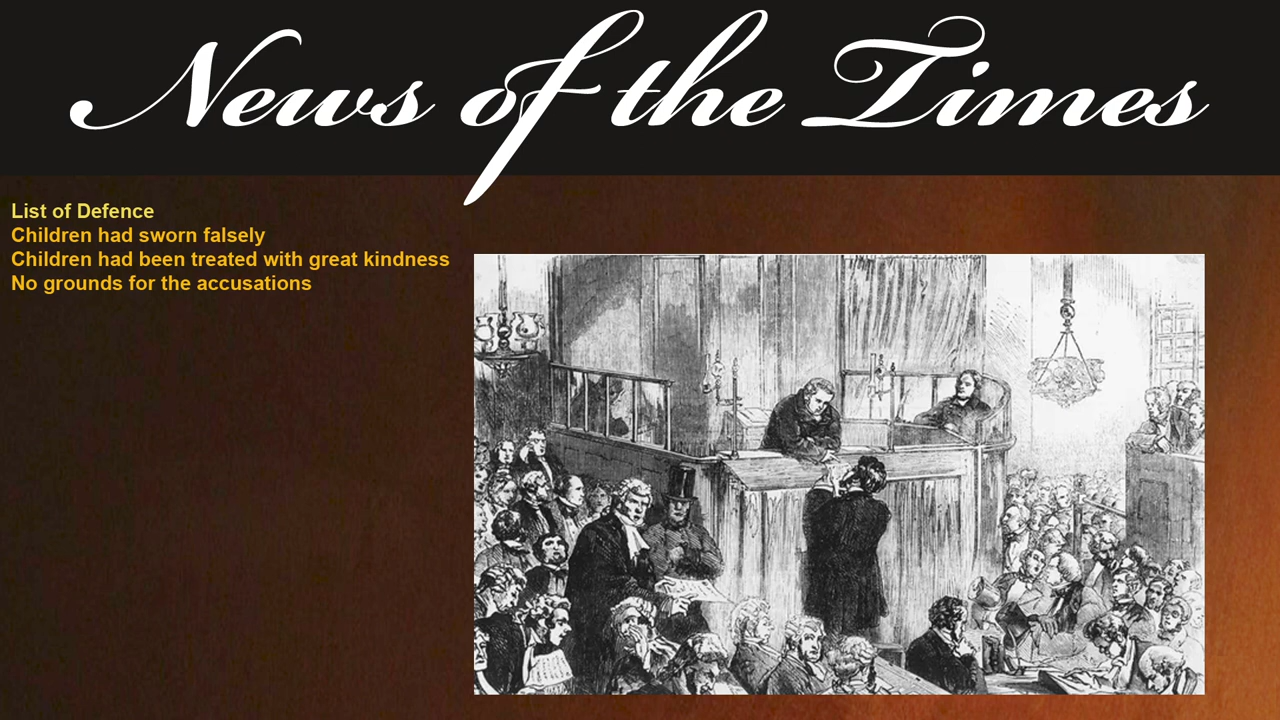 News of the Times
List of Defence
Children had sworn falsely
Children had been treated with great kindness
No grounds for the accusations